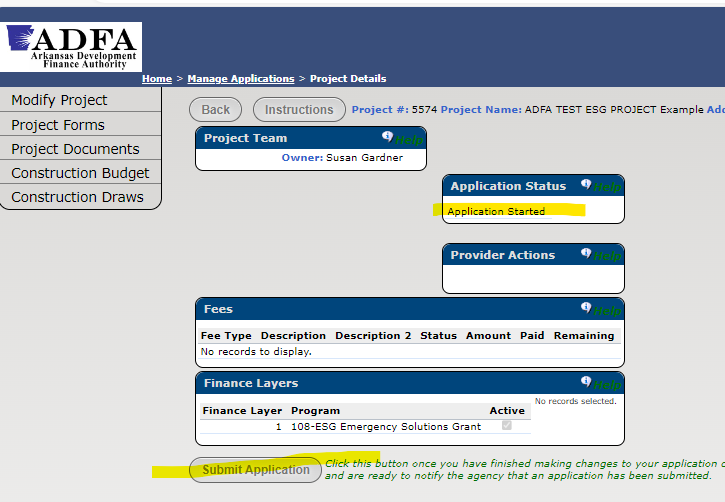 ADFA
Arkansas Development
Finance Authority
Home > Manage Applications > Project Details
Modify Project
Project Forms
Project Documents
Construction Budget
Construction Draws
Back Instructions Project #: 5574 Project Name: ADFA TEST ESG PROJECT Example Add
Project Team Help
Owner: Susan Gardner
Application Status Help
Application Started
Provider Actions Help
Fees Help
Fee Type Description Description 2 Status Amount Paid Remaining
No records to display.
Finance Layers Help
No records selected.
Finance Layer Program Active
1 108-ESG Emergency Solutions Grant
Submit Application
Click this button once you have finished making changes to your application
and are ready to notify the agency that an application has been submitted.